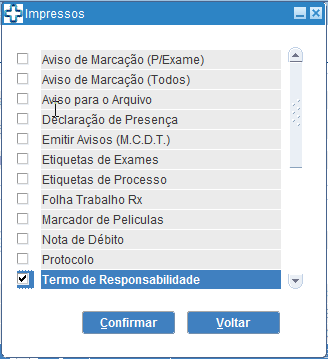 Impressos
Aviso de Marcação (P/Exame)
Aviso de Marcação (Todos)
Aviso para o Arquivo
Declaração de Presença
Emitir Avisos (M.C.D.T.)
Etiquetas de Exames
Etiquetas de Processo
Folha Trabalho Rx
Marcador de Peliculas
Nota de Débito
Protocolo
Termo de Responsabilidade
Confirmar Voltar